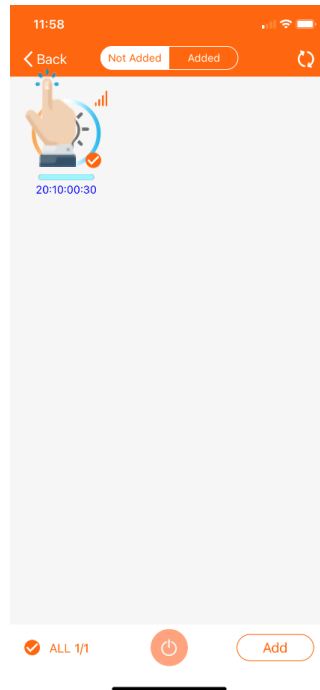 11:58
Back
Not Added Added
20:10:00:30
ALL 1/1
Add